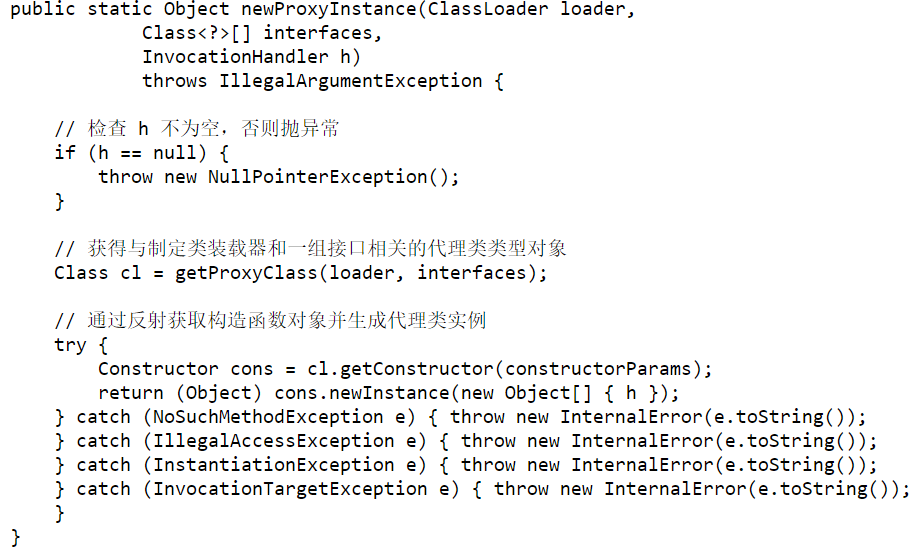 public static Object newProxyInstance(ClassLoader loader,
            Class<?>[] interfaces,
            InvocationHandler h)
            throws IllegalArgumentException {

    // 检查 h 不为空，否则抛异常
    if (h == null) {
        throw new NullPointerException();
    }

    // 获得与制定类装载器和一组接口相关的代理类类型对象
    Class cl = getProxyClass(loader, interfaces);

    // 通过反射获取构造函数对象并生成代理类实例
    try {
        Constructor cons = cl.getConstructor(constructorParams);
        return (Object) cons.newInstance(new Object[] { h });
    } catch (NoSuchMethodException e) { throw new InternalError(e.toString());
    } catch (IllegalAccessException e) { throw new InternalError(e.toString());
    } catch (InstantiationException e) { throw new InternalError(e.toString());
    } catch (InvocationTargetException e) { throw new InternalError(e.toString());
    }
}